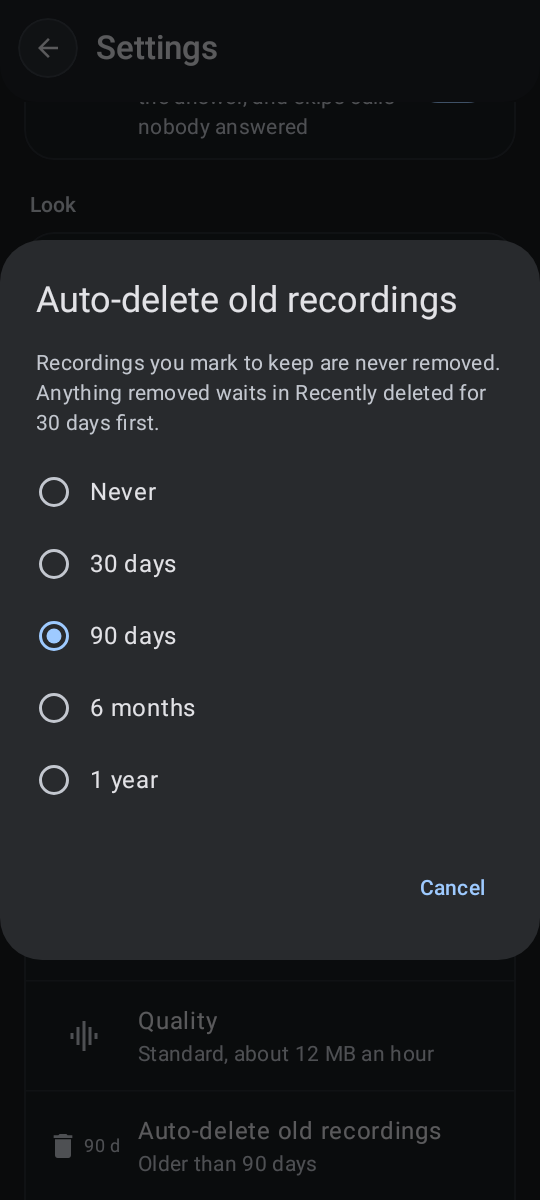 Settings
nobody answered
Look
Auto-delete old recordings
Recordings you mark to keep are never removed.
Anything removed waits in Recently deleted for
30 days first.
Never
30 days
90 days
6 months
1 year
Cancel
Quality
Standard, about 12 MB an hour
90 d
Auto-delete old recordings
Older than 90 days